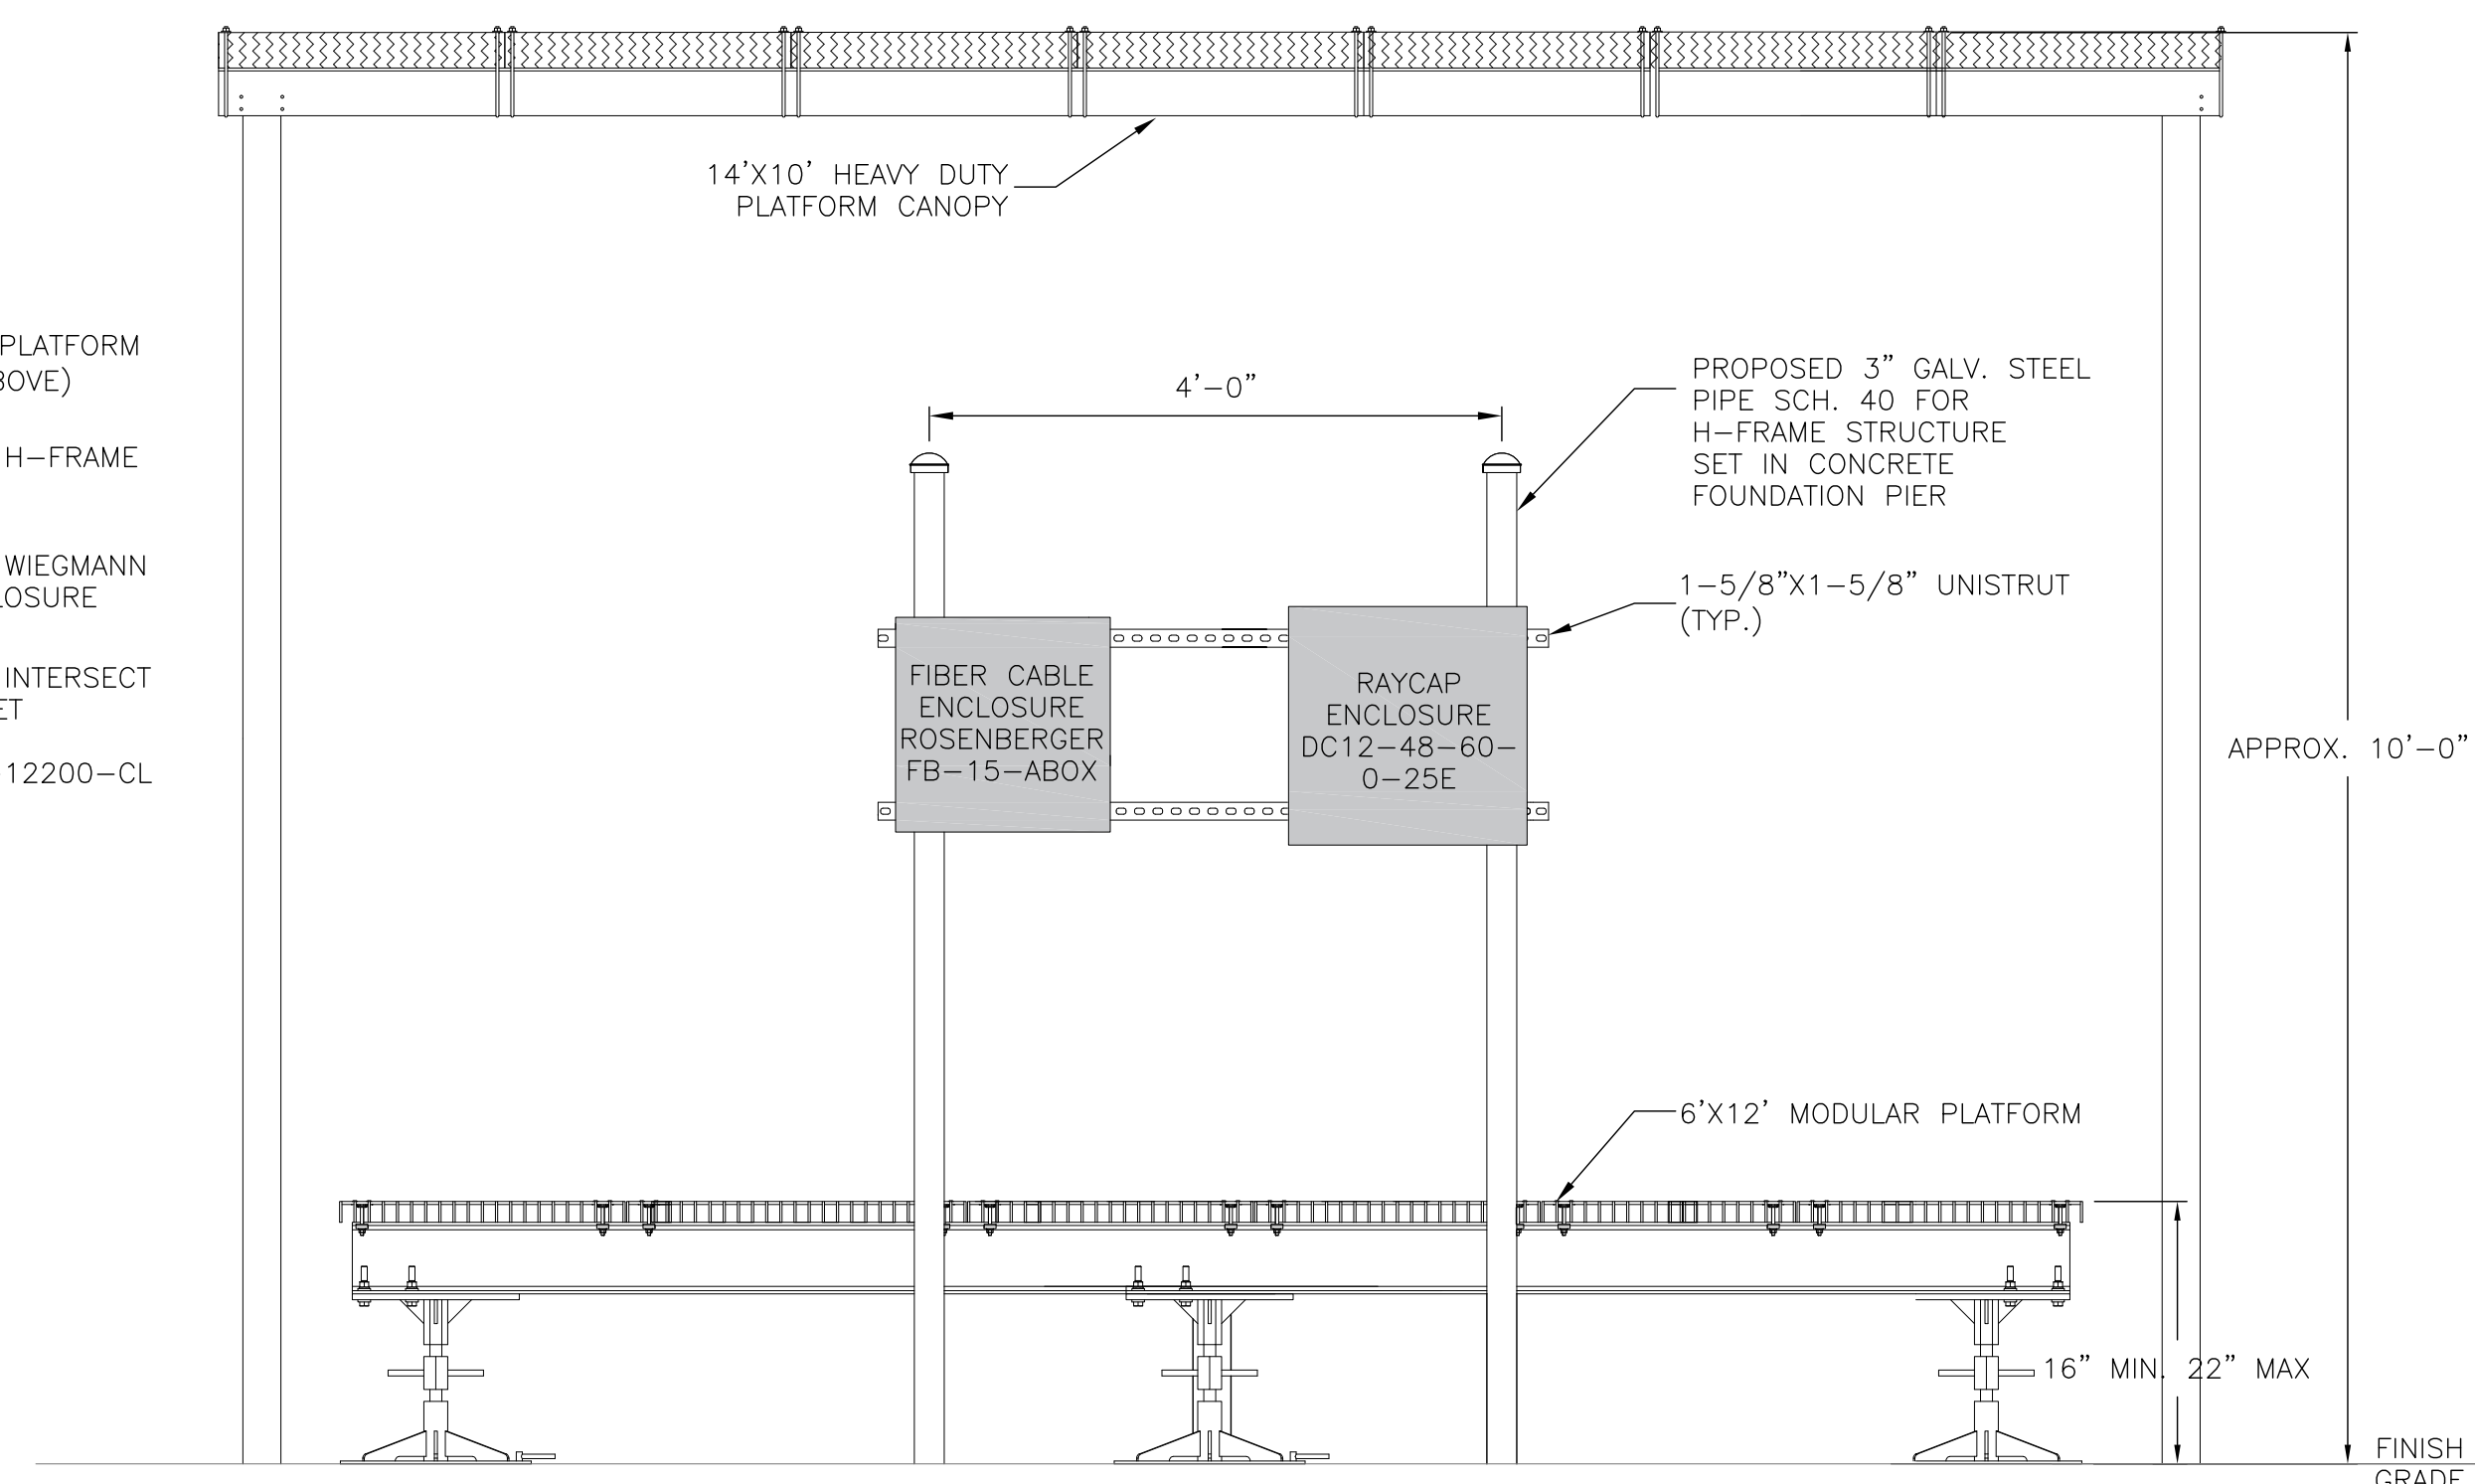 14'X10' HEAVY DUTY
PLATFORM CANOPY
PLATFORM
BOVE)
H-FRAME
WIEGMANN
LOSURE
INTERSECT
ET
12200-CL
4'-0"
PROPOSED 3" GALV. STEEL
PIPE SCH. 40 FOR
H-FRAME STRUCTURE
SET IN CONCRETE
FOUNDATION PIER
1-5/8"X1-5/8" UNISTRUT
(TYP.)
FIBER CABLE
ENCLOSURE
ROSENBERGER
FB-15-ABOX
RAYCAP
ENCLOSURE
DC12-48-60-
0-25E
APPROX. 10'-0"
6'X12' MODULAR PLATFORM
16" MIN. 22" MAX
FINISH
GRADE